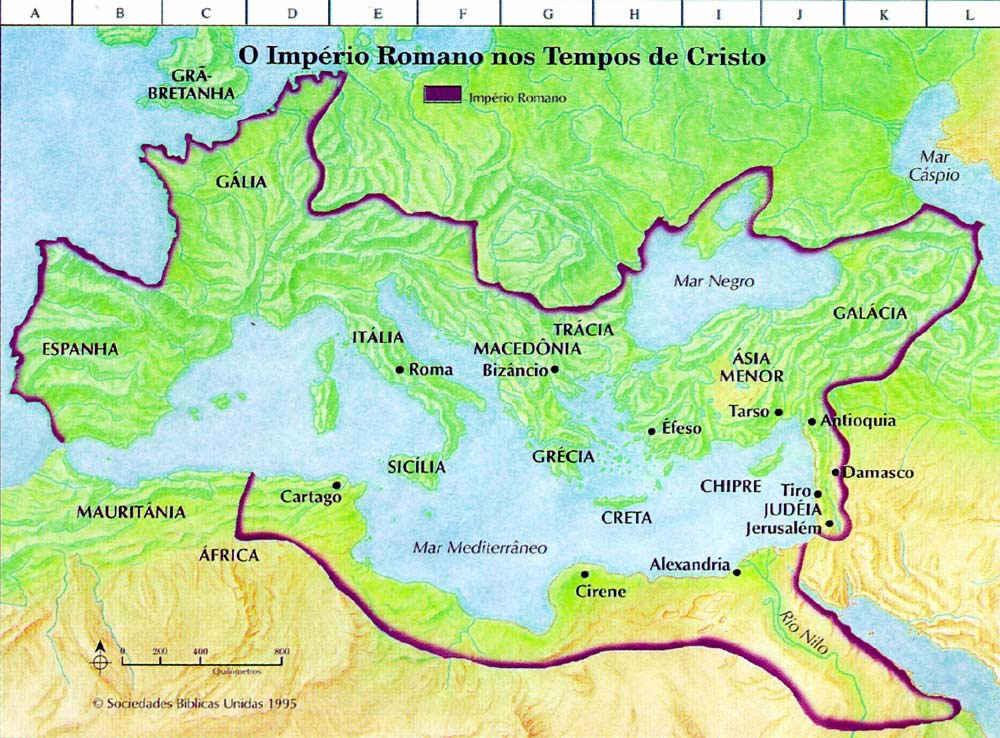 A B C D E F G H I J K L
O Império Romano nos Tempos de Cristo
Império Romano
GRÃ-
BRETANHA
GÁLIA
Mar
Cáspio
Mar Negro
GALÁCIA
ITÁLIA
TRÁCIA
MACEDÔNIA
ESPANHA
Roma
Bizâncio
ÁSIA
MENOR
Tarso
Antioquia
Éfeso
GRÉCIA
SICÍLIA
Damasco
CHIPRE
Tiro
Cartago
JUDÉIA
MAURITÁNIA
CRETA
Jerusalém
Mar Mediterrâneo
ÁFRICA
Alexandria
Cirene
Rio Nilo
0 200 400 800
Quilómetros
© Sociedades Bíblicas Unidas 1995